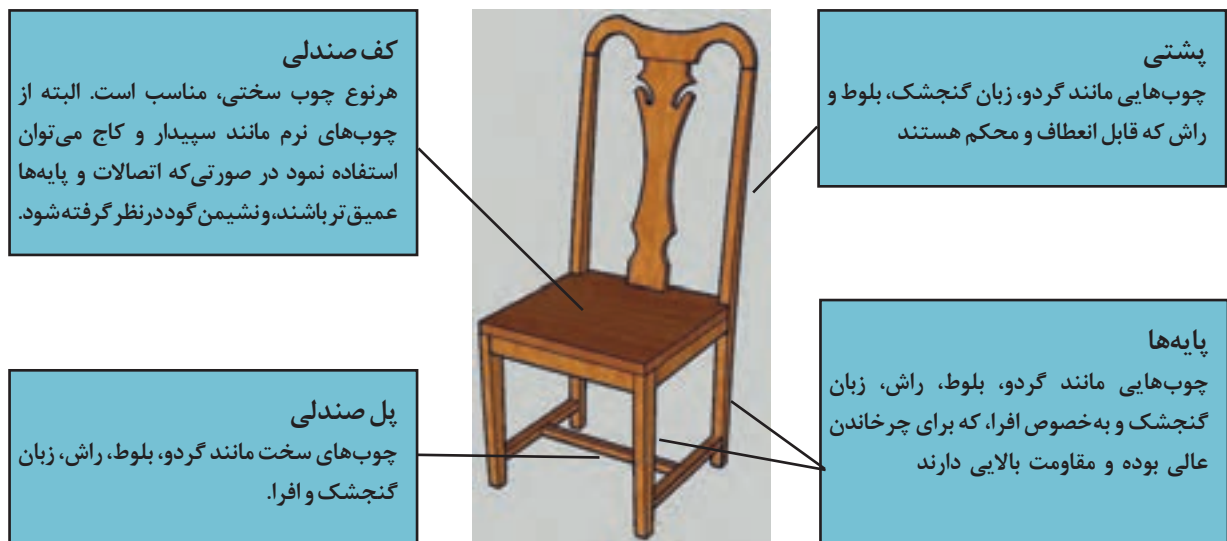 پشتی
چوب‌هایی مانند گردو، زبان گنجشک، بلوط و
راش که قابل انعطاف و محکم هستند
کف صندلی
هرنوع چوب سختی، مناسب است. البته از
چوب‌های نرم مانند سپیدار و کاج می‌توان
استفاده نمود در صورتی‌که اتصالات و پایه‌ها
عمیق‌تر باشند، و نشیمن گود درنظر گرفته شود.
پایه‌ها
چوب‌هایی مانند گردو، بلوط، راش، زبان
گنجشک و به‌خصوص افرا، که برای چرخاندن
عالی بوده و مقاومت بالایی دارند
پل صندلی
چوب‌های سخت مانند گردو، بلوط، راش، زبان
گنجشک و افرا.